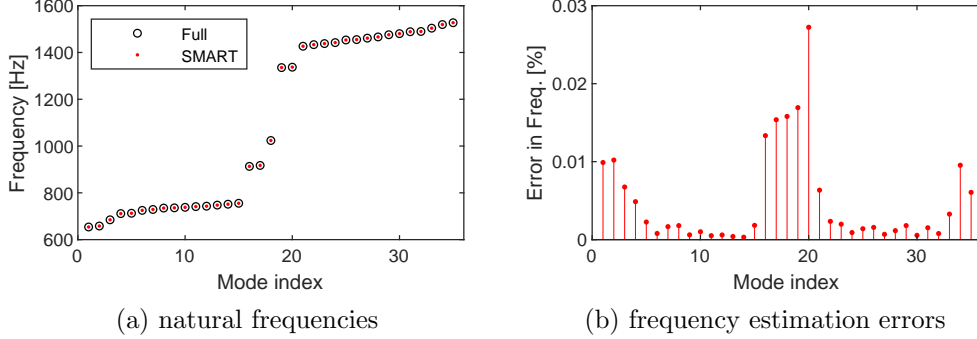 1600
1400
1200
1000
800
600
Frequency [Hz]
Full
SMART
0 10 20 30
Mode index
(a) natural frequencies
0.03
0.02
0.01
0
Error in Freq. [%]
0 10 20 30
Mode index
(b) frequency estimation errors